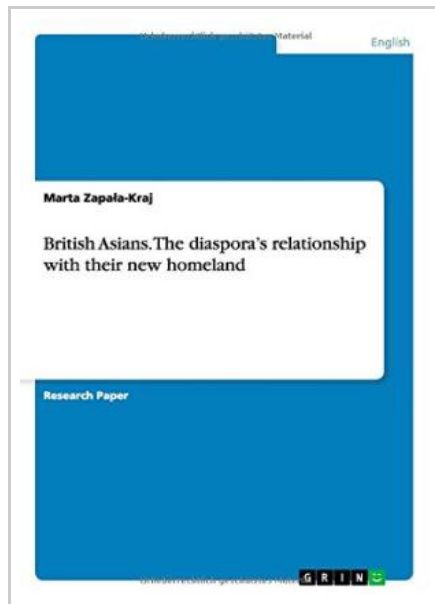 English
Marta Zapała-Kraj
British Asians. The diaspora's relationship
with their new homeland
Research Paper
GRIN